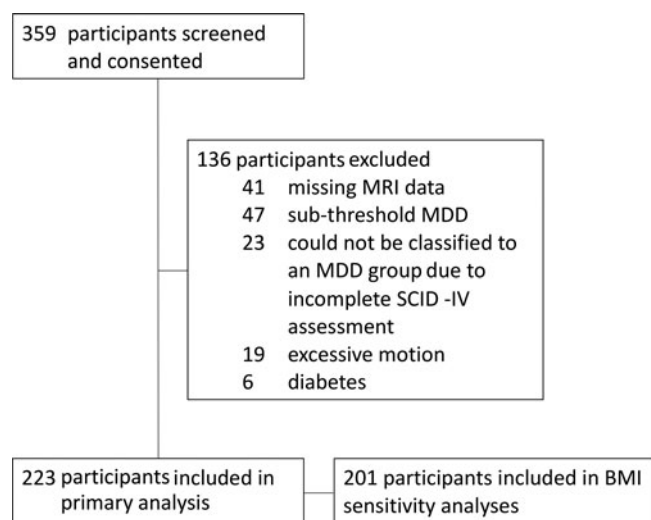 359 participants screened
and consented
136 participants excluded
41 missing MRI data
47 sub-threshold MDD
23 could not be classified to
an MDD group due to
incomplete SCID -IV
assessment
19 excessive motion
6 diabetes
223 participants included in
primary analysis
201 participants included in BMI
sensitivity analyses